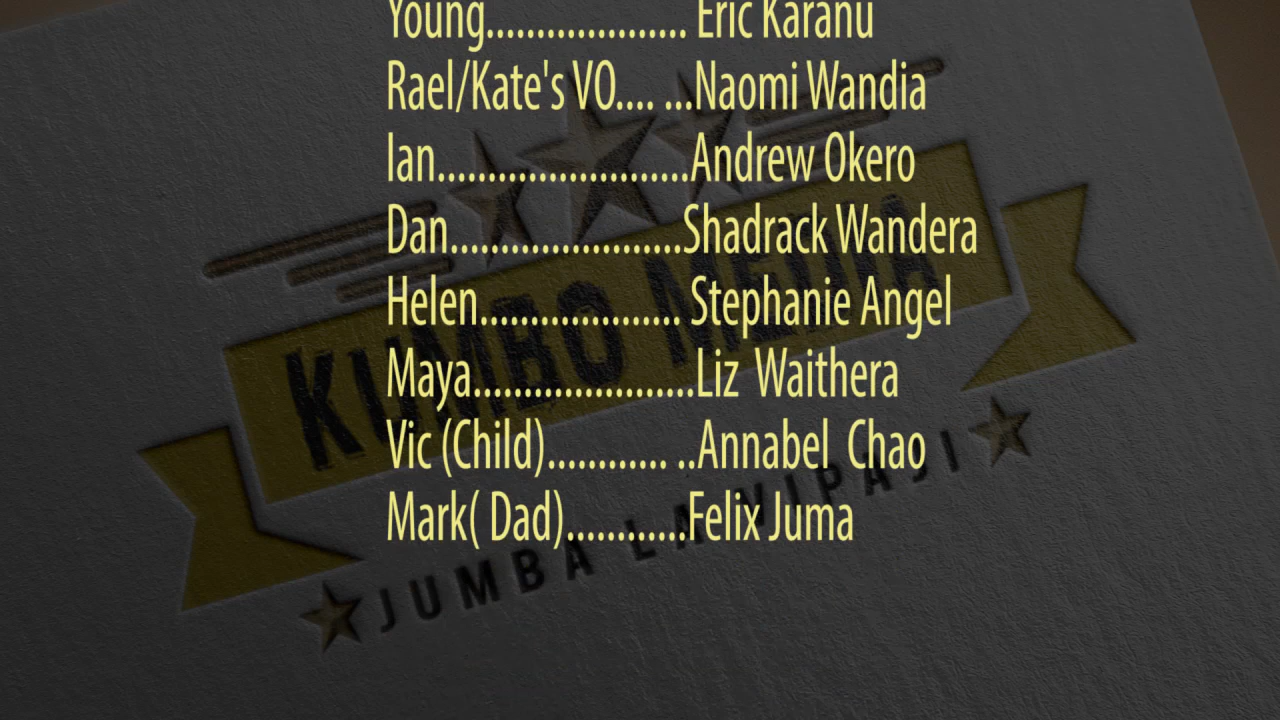 Young.................... Eric Karanu
Rael/Kate's VO.... ...Naomi Wandia
Ian.........................Andrew Okero
Dan.......................Shadrack Wandera
Helen.................... Stephanie Angel
Maya......................Liz  Waithera
Vic (Child)............ ..Annabel  Chao
Mark( Dad)............Felix Juma
KUMBO MEDIA
JUMBA LA VIPAJI